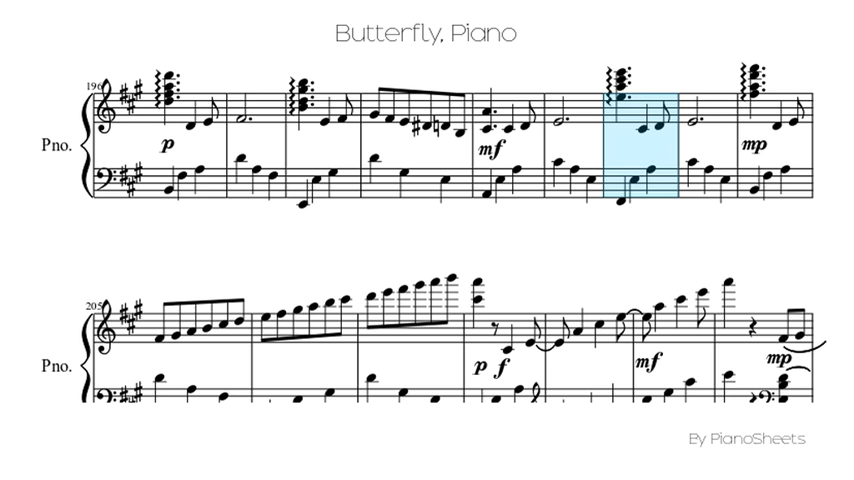 Butterfly, Piano
196
Pno.
p
mf
mp
205
Pno.
p f
mf
mp
By PianoSheets